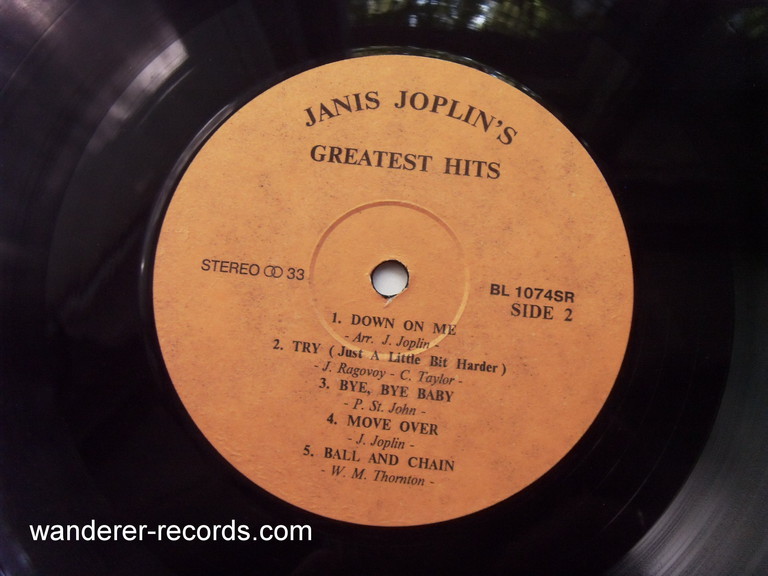 JANIS JOPLIN'S
GREATEST HITS
STEREO 33
BL 1074SR
SIDE 2
1. DOWN ON ME
- Arr. J. Joplin -
2. TRY ( Just A Little Bit Harder )
- J. Ragovoy - C. Taylor -
3. BYE, BYE BABY
- P. St. John -
4. MOVE OVER
- J. Joplin -
5. BALL AND CHAIN
- W. M. Thornton -
wanderer-records.com